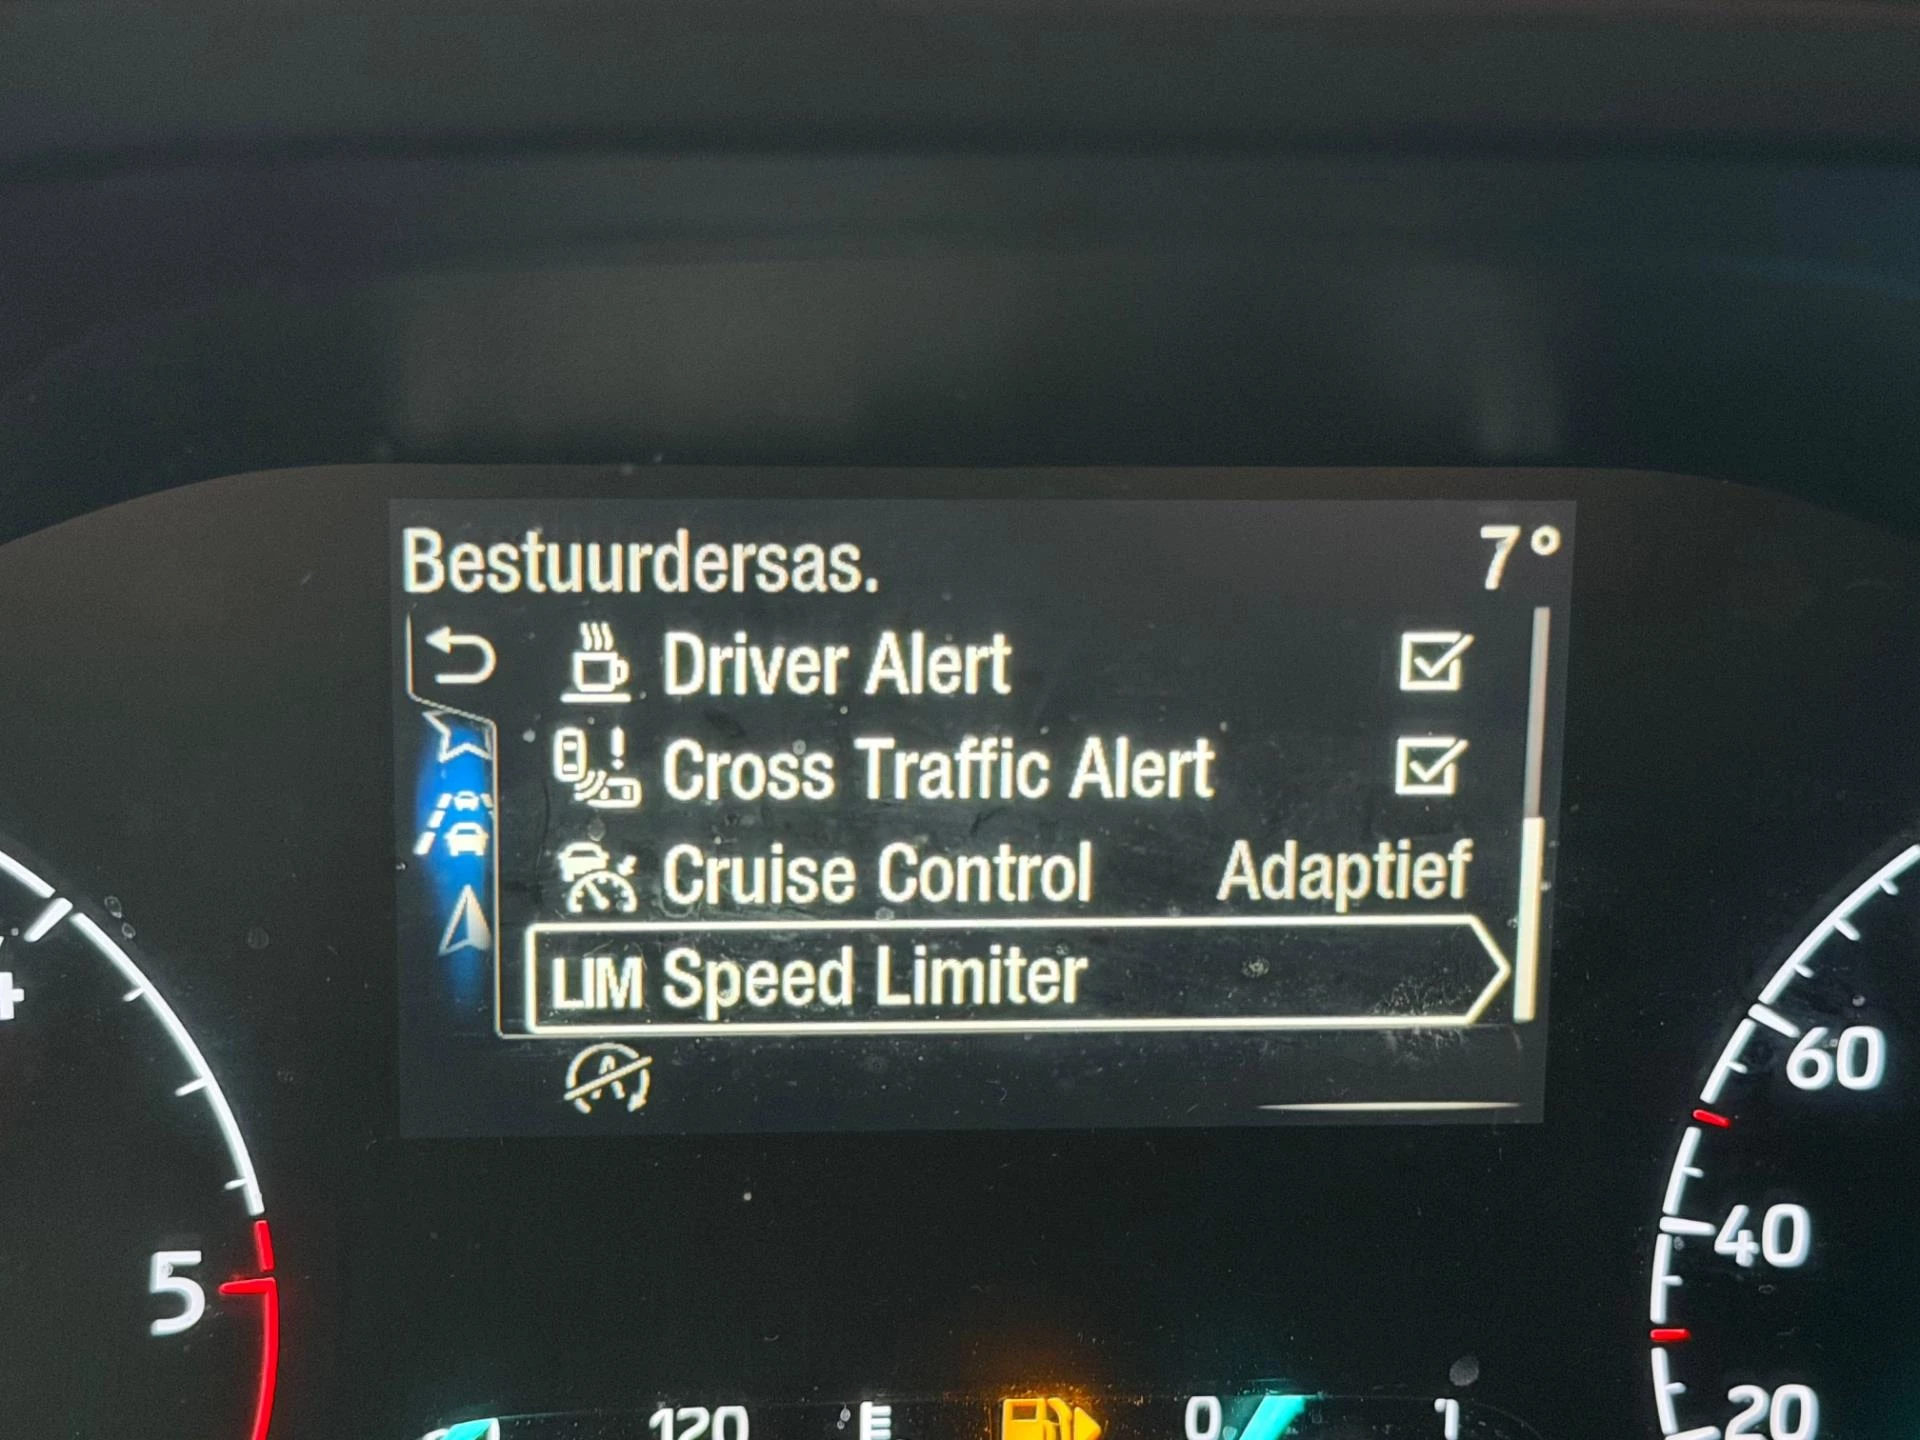 Bestuurdersas. 7°
Driver Alert
Cross Traffic Alert
Cruise Control Adaptief
LIM Speed Limiter
60
40
5
20
120 E 0 1